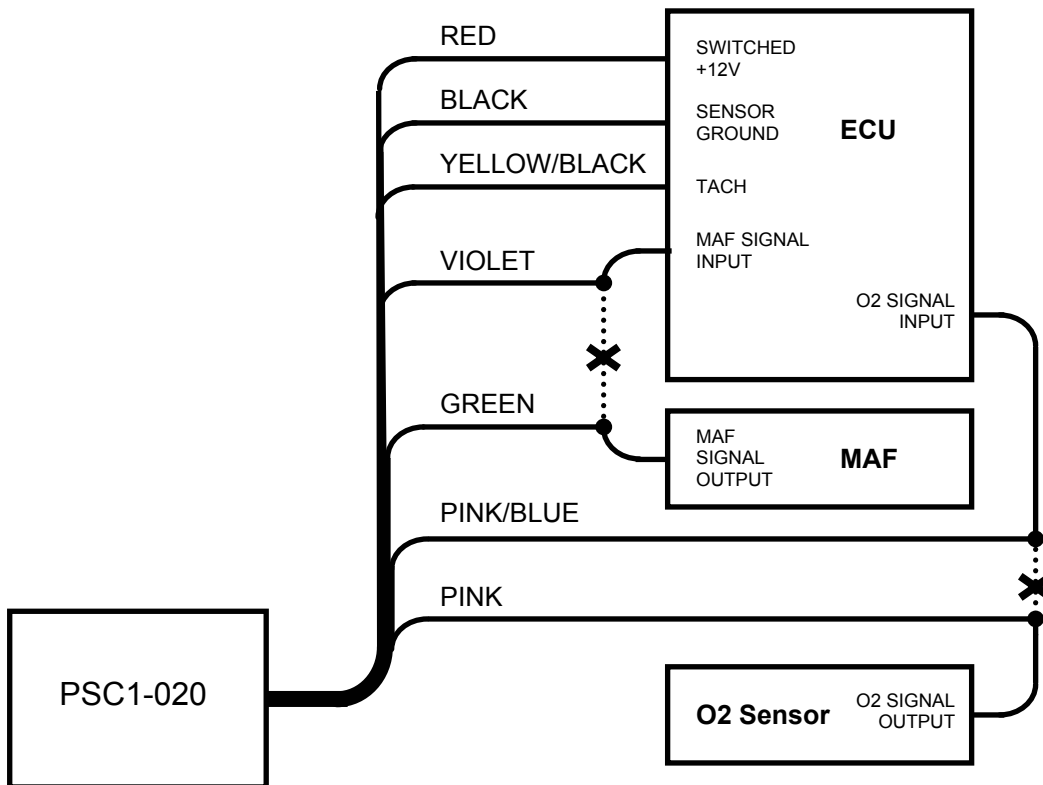 RED
SWITCHED
+12V
BLACK
SENSOR
GROUND
ECU
YELLOW/BLACK
TACH
VIOLET
MAF SIGNAL
INPUT
O2 SIGNAL
INPUT
GREEN
MAF
SIGNAL
OUTPUT
MAF
PINK/BLUE
PINK
PSC1-020
O2 Sensor
O2 SIGNAL
OUTPUT